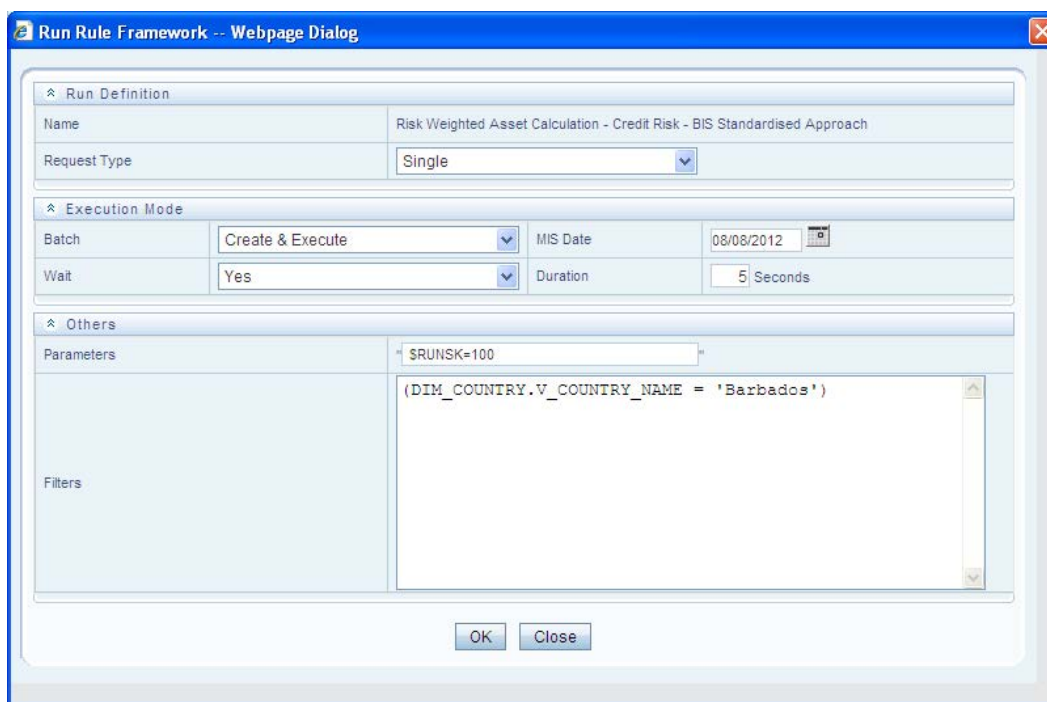 Run Rule Framework -- Webpage Dialog
Run Definition
Name Risk Weighted Asset Calculation - Credit Risk - BIS Standardised Approach
Request Type Single
Execution Mode
Batch Create & Execute MIS Date 08/08/2012
Wait Yes Duration 5 Seconds
Others
Parameters "$RUNSK=100"
(DIM_COUNTRY.V_COUNTRY_NAME = 'Barbados')
Filters
OK Close